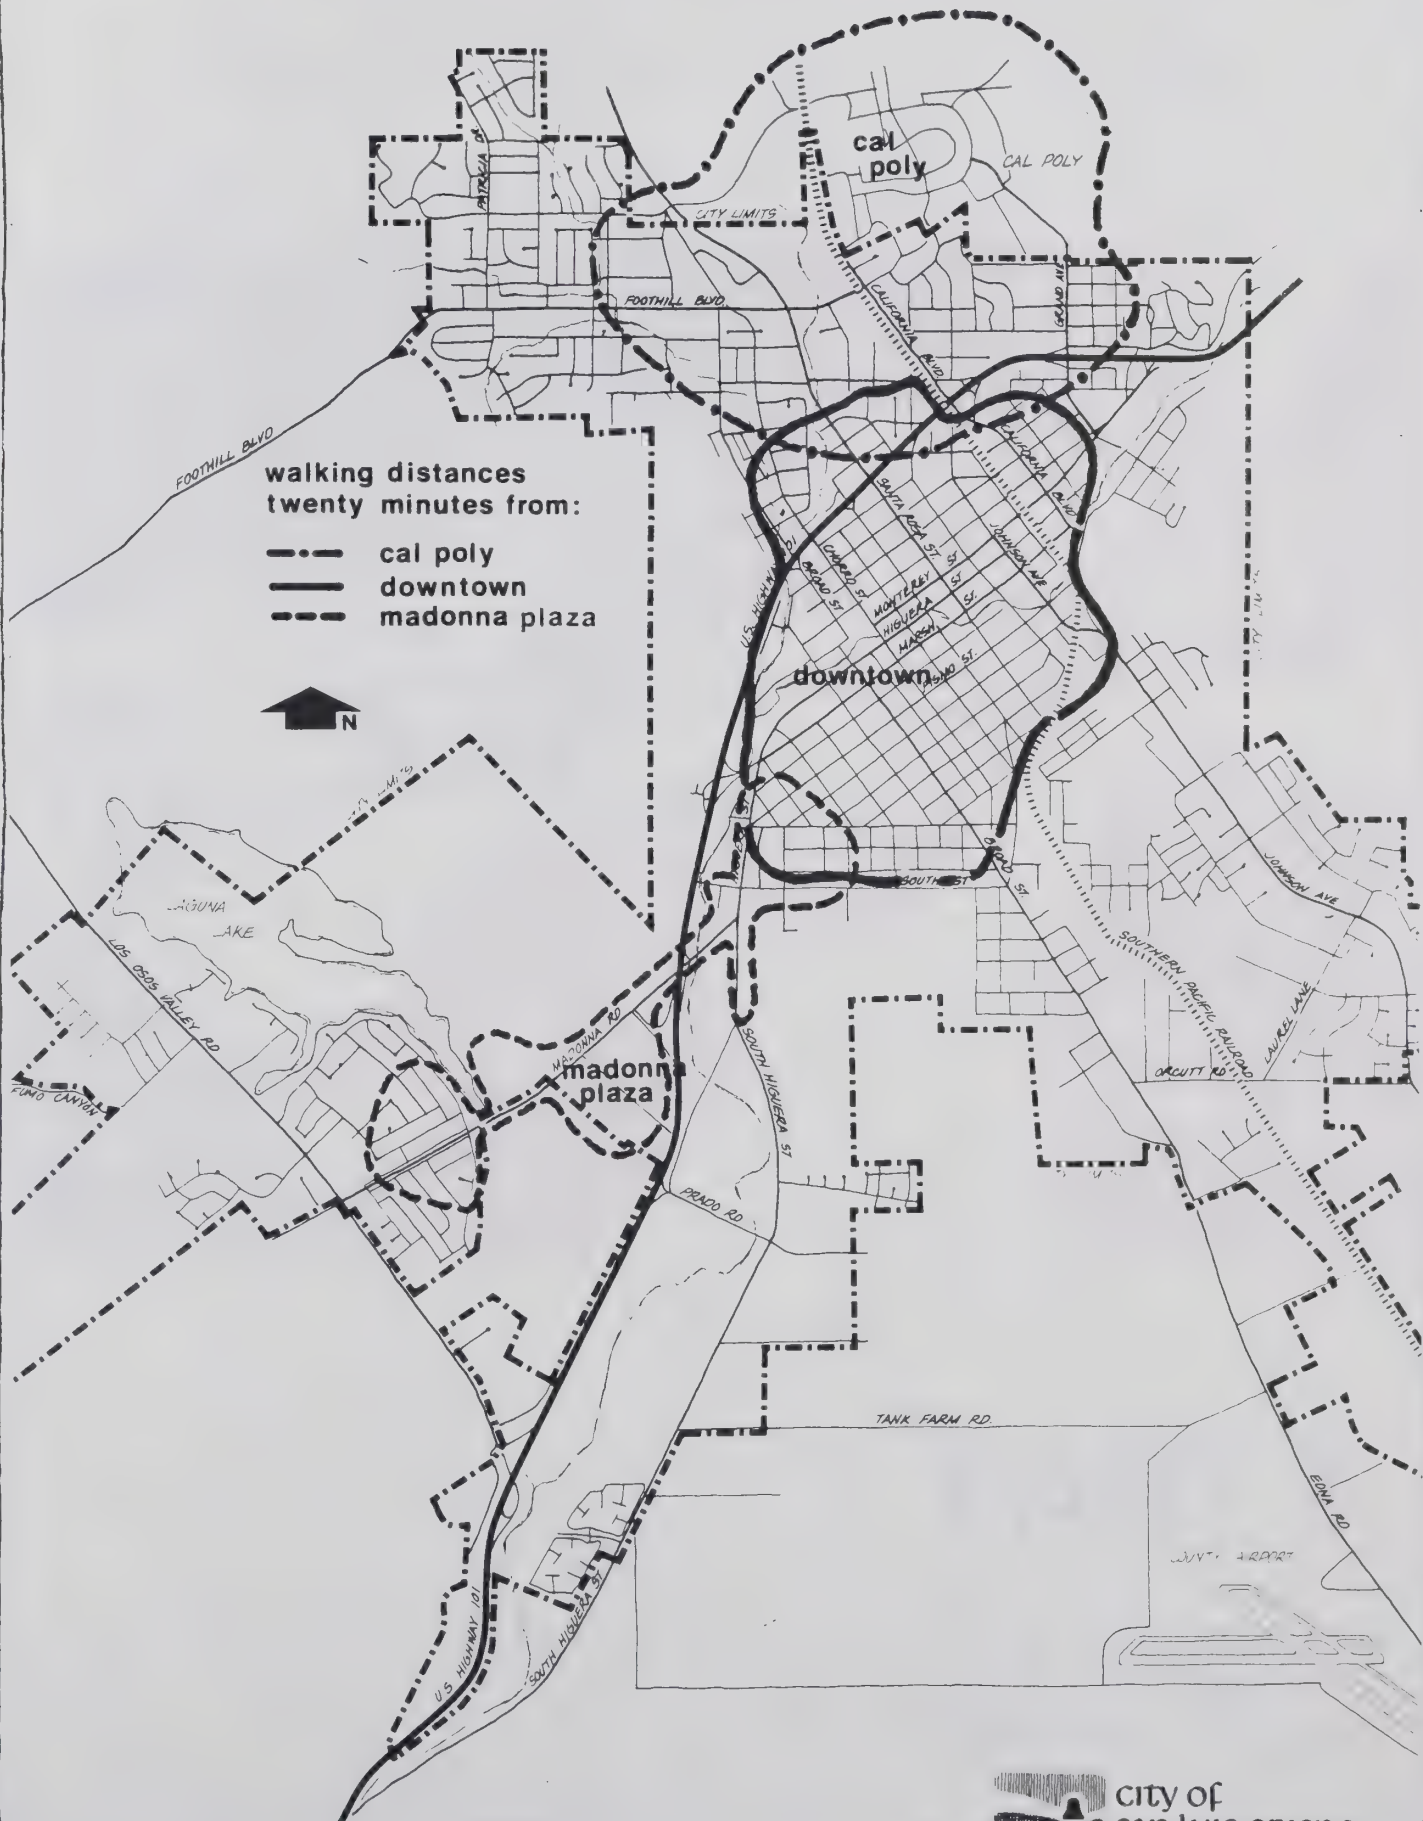 cal
poly
CAL POLY
PATRICIA DR
CITY LIMITS
FOOTHILL BLVD.
CALIFORNIA BLVD.
GRAND AVE
FOOTHILL BLVD
walking distances
twenty minutes from:
cal poly
downtown
madonna plaza
N
CALIFORNIA BLVD
SANTA ROSA ST.
JOHNSON AVE
U.S. HIGHWAY 101
CHORRO ST.
BROAD ST.
MONTEREY ST
HIGUERA ST.
MARSH
downtown
SOUTH ST
BROAD ST.
JOHNSON AVE
LAGUNA
LAKE
LOS OSOS VALLEY RD
SOUTHERN PACIFIC RAILROAD
LAUREL LANE
ORCUTT RD
MADONNA RD
madonna
plaza
SOUTH HIGUERA ST
CANYON
PRADO RD
TANK FARM RD.
EDNA RD
COUNTY AIRPORT
U.S. HIGHWAY 101
SOUTH HIGUERA ST
city of